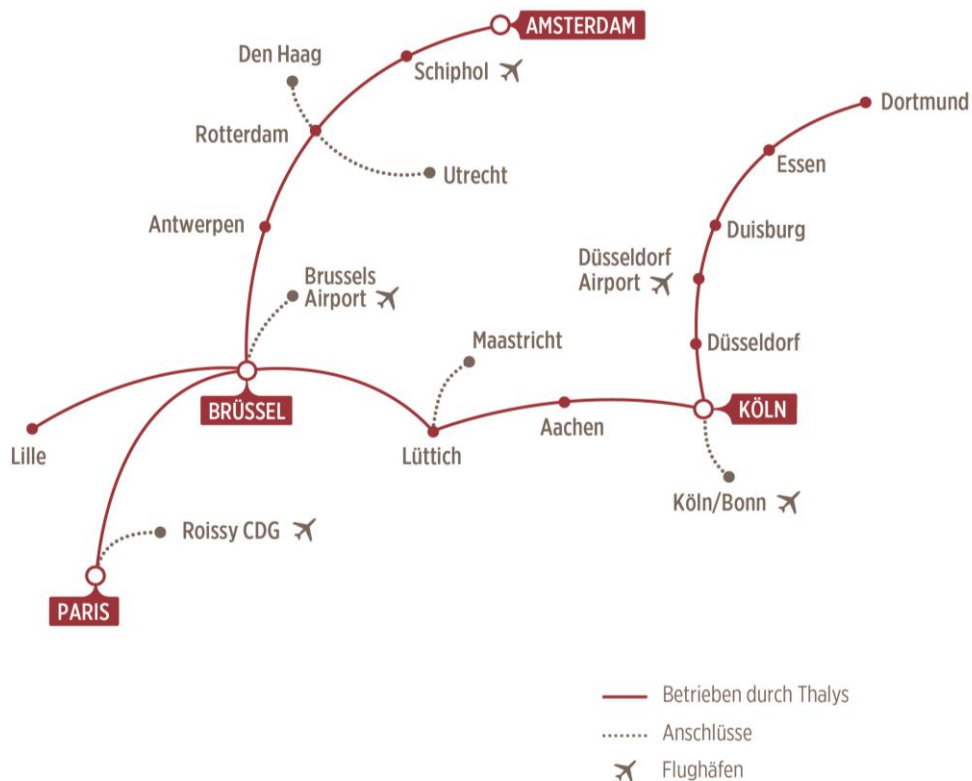 AMSTERDAM
Den Haag
Schiphol
Dortmund
Rotterdam
Essen
Utrecht
Antwerpen
Duisburg
Düsseldorf
Airport
Brussels
Airport
Maastricht
Düsseldorf
BRÜSSEL
KÖLN
Aachen
Lille
Lüttich
Köln/Bonn
Roissy CDG
PARIS
Betrieben durch Thalys
Anschlüsse
Flughäfen